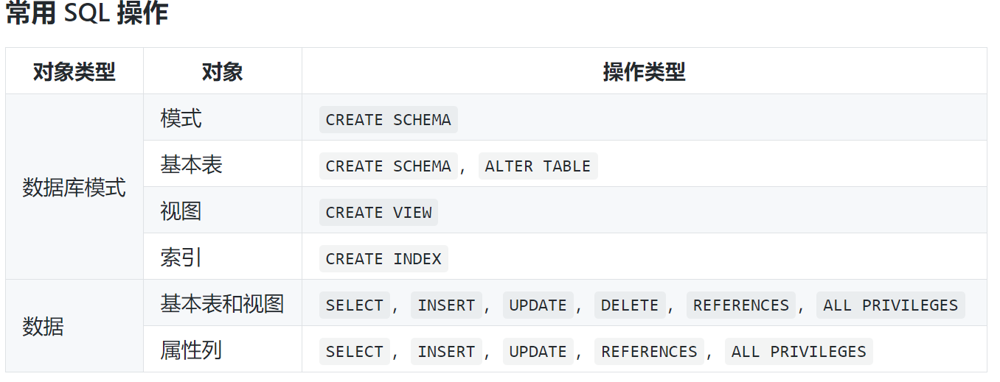 常用 SQL 操作
对象类型 对象 操作类型
数据库模式 模式 CREATE SCHEMA
基本表 CREATE SCHEMA, ALTER TABLE
视图 CREATE VIEW
索引 CREATE INDEX
数据 基本表和视图 SELECT, INSERT, UPDATE, DELETE, REFERENCES, ALL PRIVILEGES
属性列 SELECT, INSERT, UPDATE, REFERENCES, ALL PRIVILEGES